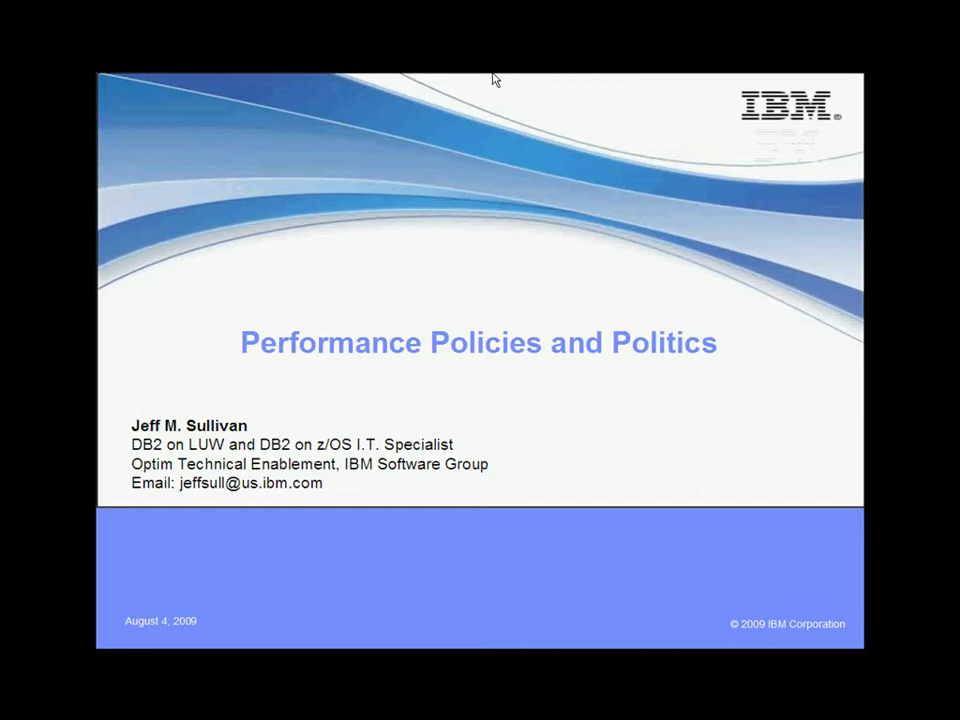 IBM®
Performance Policies and Politics
Jeff M. Sullivan
DB2 on LUW and DB2 on z/OS I.T. Specialist
Optim Technical Enablement, IBM Software Group
Email: jeffsull@us.ibm.com
August 4, 2009
© 2009 IBM Corporation